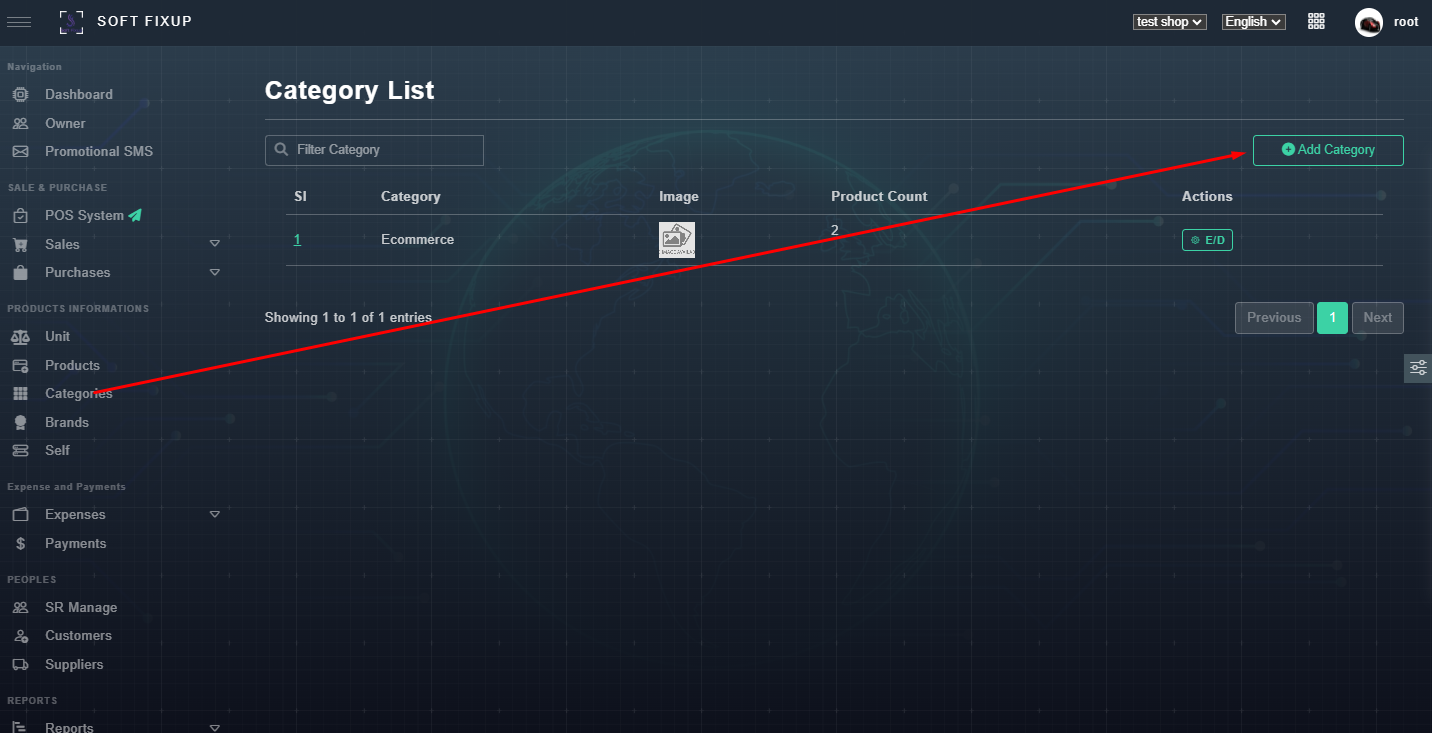 SOFT FIXUP
test shop
English
root
Navigation
Dashboard
Owner
Promotional SMS
SALE & PURCHASE
POS System
Sales
Purchases
PRODUCTS INFORMATIONS
Unit
Products
Categories
Brands
Self
Expense and Payments
Expenses
Payments
PEOPLES
SR Manage
Customers
Suppliers
REPORTS
Reports
Category List
Filter Category
Add Category
Sl Category Image Product Count Actions
1 Ecommerce 2 E/D
Showing 1 to 1 of 1 entries
Previous 1 Next